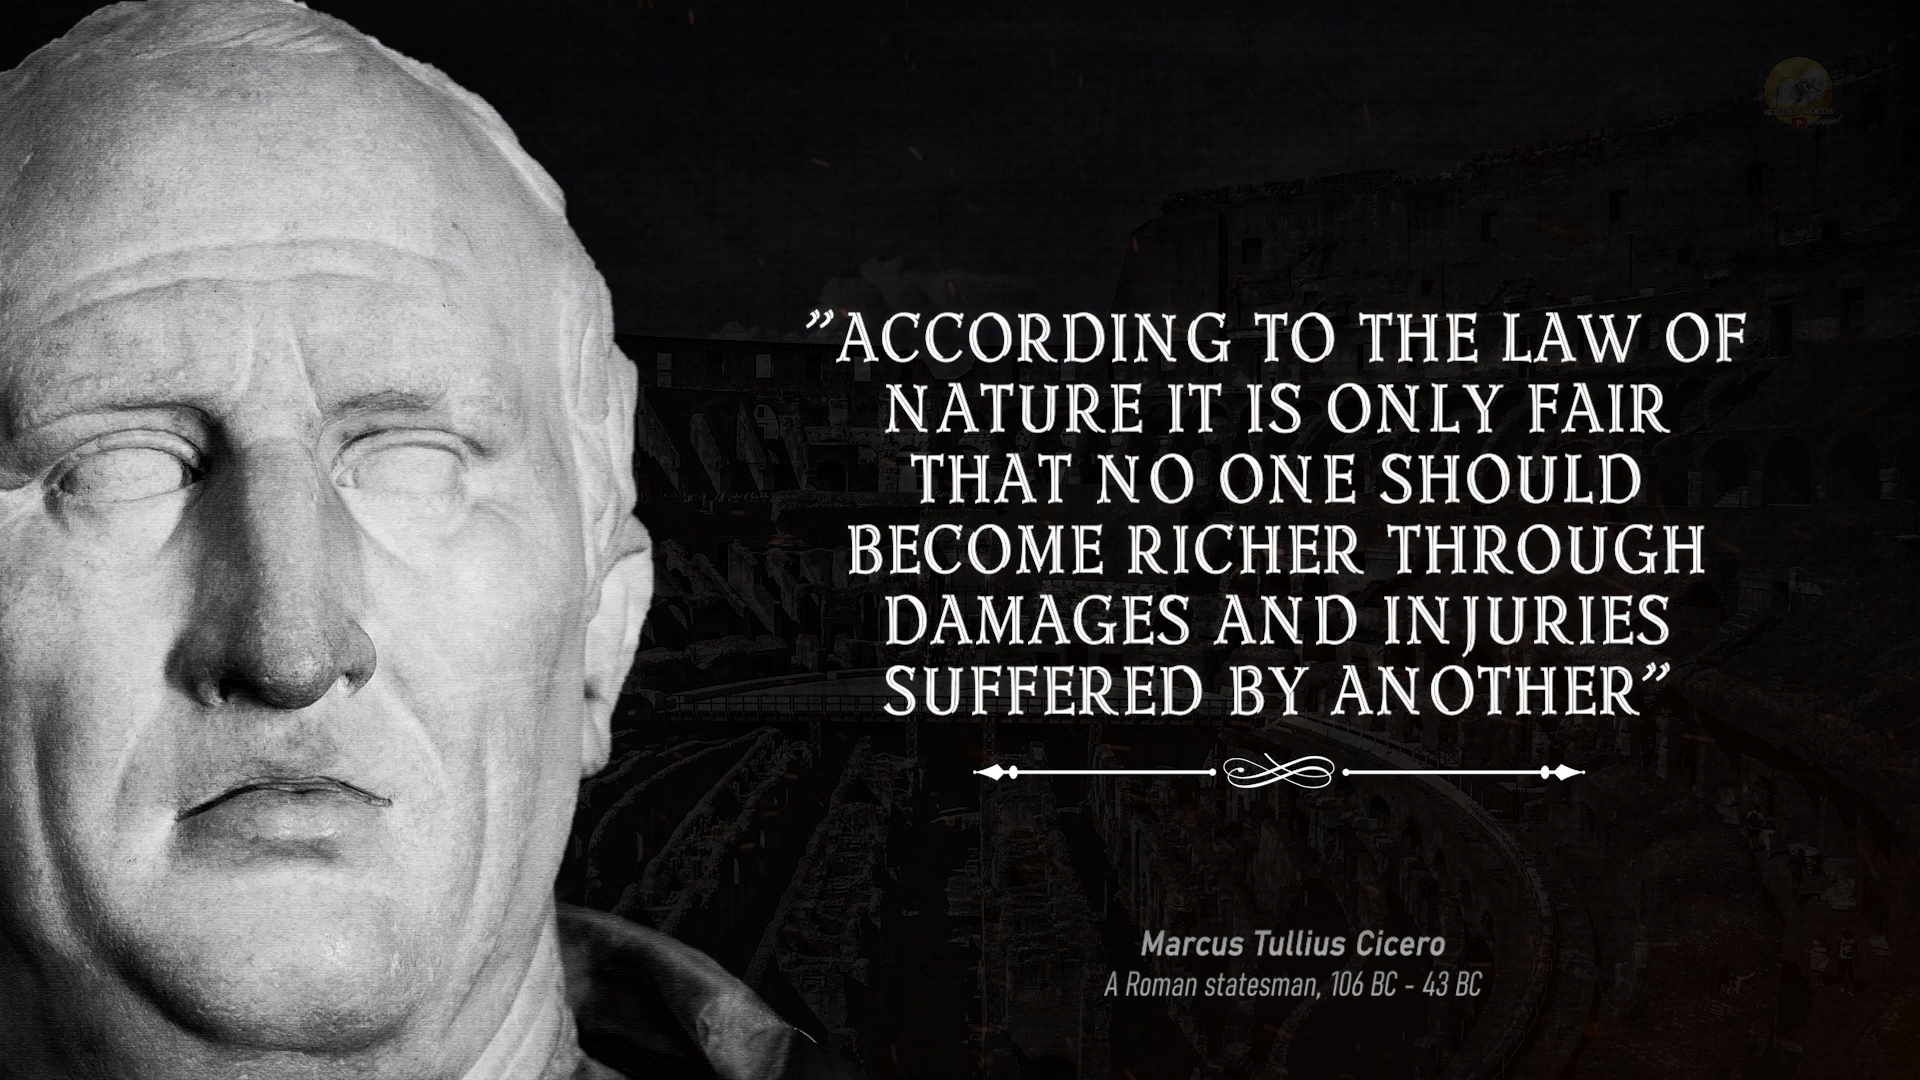 ”ACCORDING TO THE LAW OF
NATURE IT IS ONLY FAIR
THAT NO ONE SHOULD
BECOME RICHER THROUGH
DAMAGES AND INJURIES
SUFFERED BY ANOTHER”
Marcus Tullius Cicero
A Roman statesman, 106 BC - 43 BC